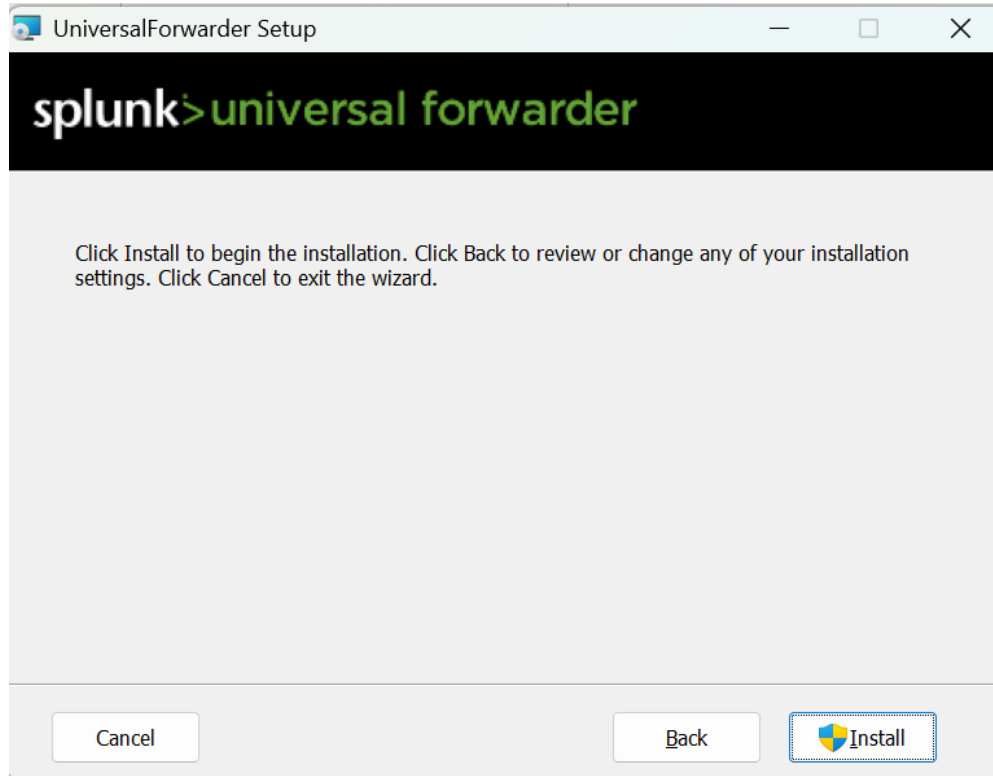 UniversalForwarder Setup
splunk>universal forwarder
Click Install to begin the installation. Click Back to review or change any of your installation
settings. Click Cancel to exit the wizard.
Cancel
Back
Install